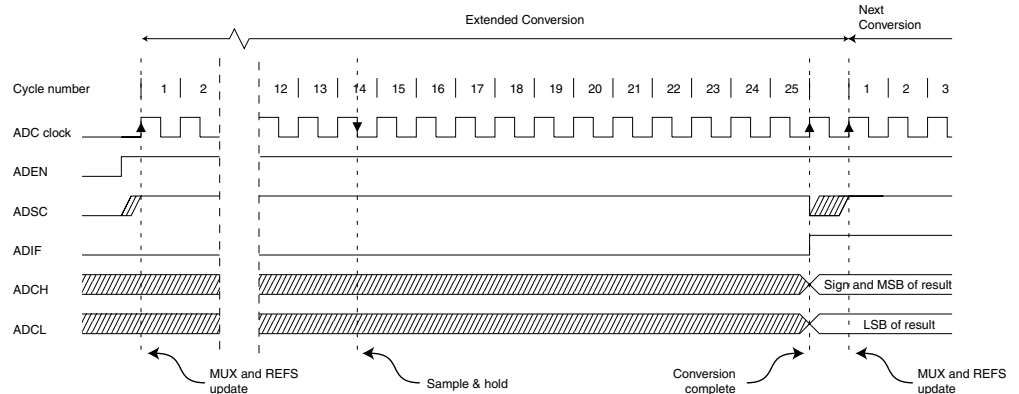 Extended Conversion
Next
Conversion
Cycle number 1 2 12 13 14 15 16 17 18 19 20 21 22 23 24 25 1 2 3
ADC clock
ADEN
ADSC
ADIF
ADCH Sign and MSB of result
ADCL LSB of result
MUX and REFS
update
Sample & hold
Conversion
complete
MUX and REFS
update